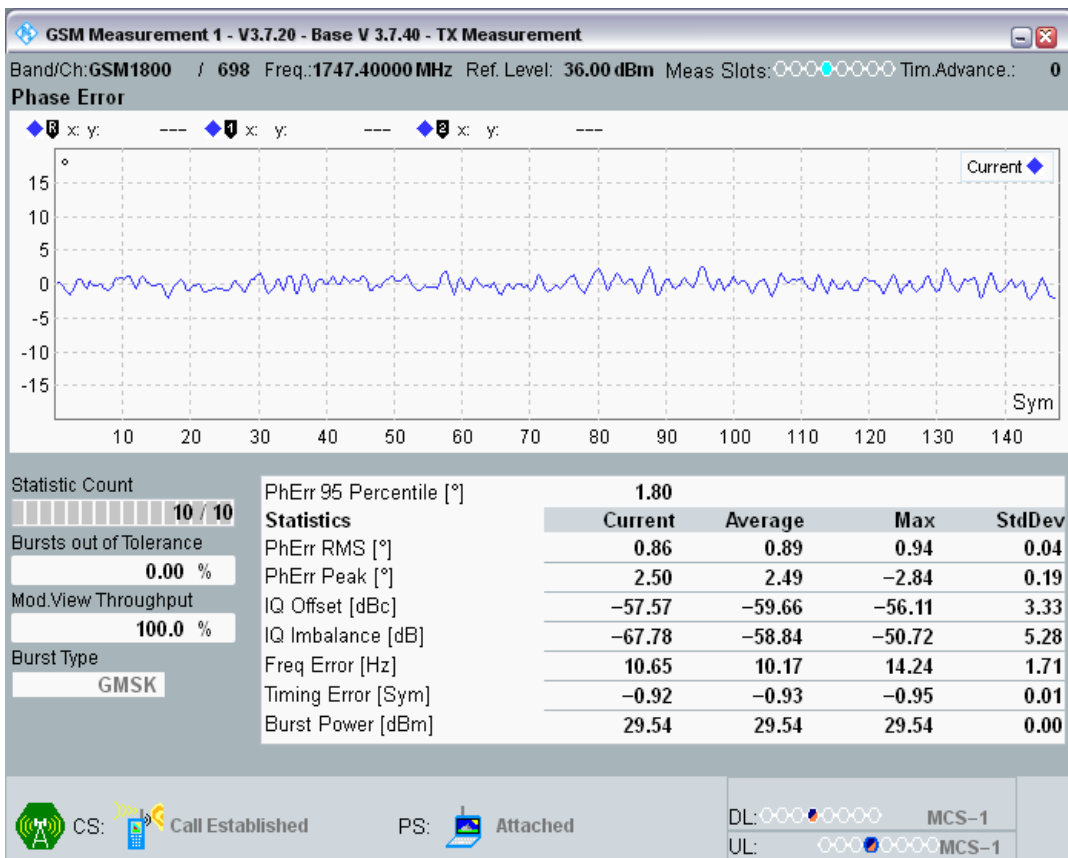 GSM Measurement 1 - V3.7.20 - Base V 3.7.40 - TX Measurement
Band/Ch:GSM1800 / 698 Freq.:1747.40000 MHz Ref. Level: 36.00 dBm Meas Slots: Tim.Advance.: 0
Phase Error
R x: y: --- 1 x: y: --- 2 x: y: ---
° Current
15
10
5
0
-5
-10
-15
Sym
10 20 30 40 50 60 70 80 90 100 110 120 130 140
Statistic Count
10 / 10
Bursts out of Tolerance
0.00 %
Mod.View Throughput
100.0 %
Burst Type
GMSK
PhErr 95 Percentile [°] 1.80
Statistics Current Average Max StdDev
PhErr RMS [°] 0.86 0.89 0.94 0.04
PhErr Peak [°] 2.50 2.49 −2.84 0.19
IQ Offset [dBc] −57.57 −59.66 −56.11 3.33
IQ Imbalance [dB] −67.78 −58.84 −50.72 5.28
Freq Error [Hz] 10.65 10.17 14.24 1.71
Timing Error [Sym] −0.92 −0.93 −0.95 0.01
Burst Power [dBm] 29.54 29.54 29.54 0.00
CS: Call Established PS: Attached
DL: MCS−1
UL: MCS−1